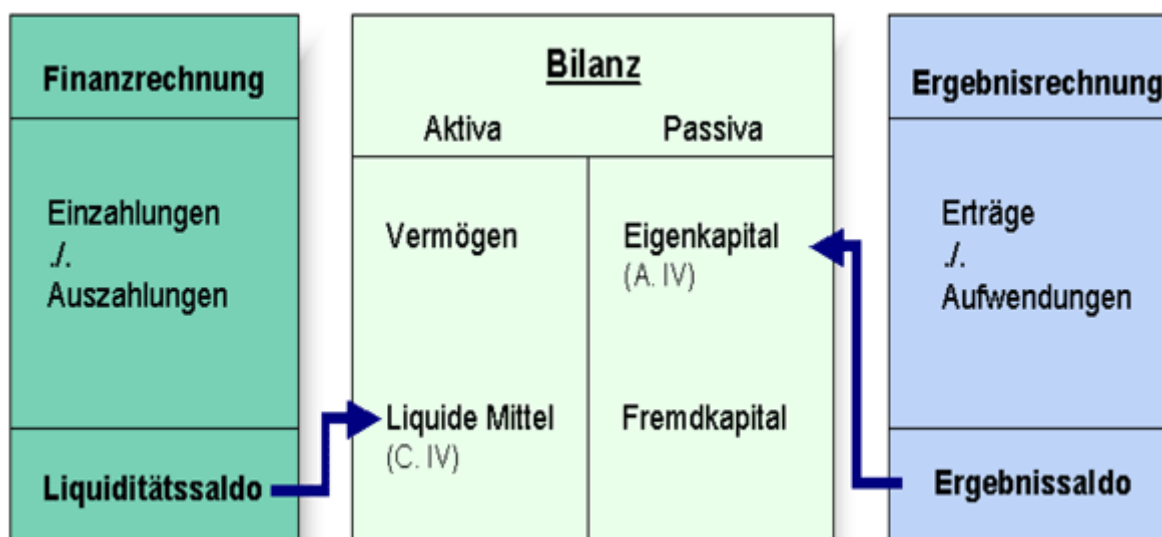 Finanzrechnung
Einzahlungen
./.
Auszahlungen
Liquiditätssaldo
Bilanz
Aktiva
Passiva
Vermögen
Eigenkapital
(A. IV)
Liquide Mittel
(C. IV)
Fremdkapital
Ergebnisrechnung
Erträge
./.
Aufwendungen
Ergebnissaldo